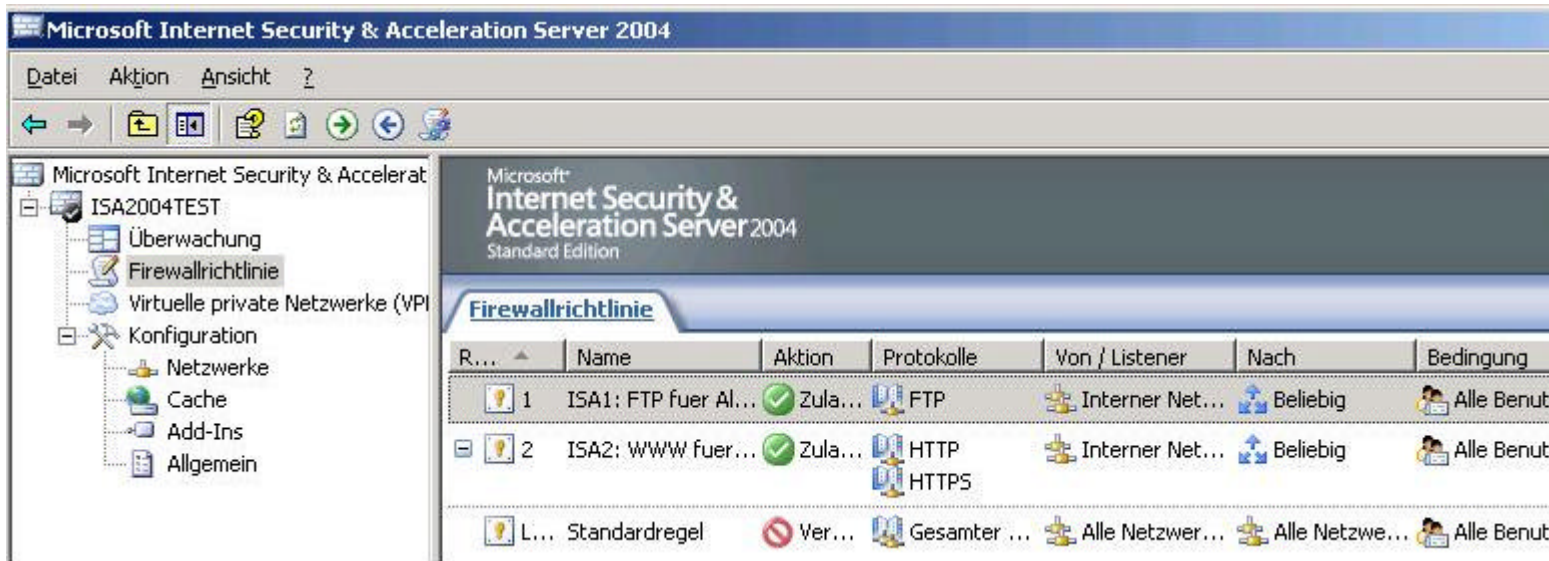 Microsoft Internet Security & Acceleration Server 2004
Datei Aktion Ansicht ?
Microsoft Internet Security & Accelerat
ISA2004TEST
Überwachung
Firewallrichtlinie
Virtuelle private Netzwerke (VPI
Konfiguration
Netzwerke
Cache
Add-Ins
Allgemein
Microsoft
Internet Security &
Acceleration Server 2004
Standard Edition
Firewallrichtlinie
R... Name Aktion Protokolle Von / Listener Nach Bedingung
1 ISA1: FTP fuer Al... Zula... FTP Interner Net... Beliebig Alle Benut
2 ISA2: WWW fuer... Zula... HTTP Interner Net... Beliebig Alle Benut
HTTPS
L... Standardregel Ver... Gesamter ... Alle Netzwer... Alle Netzwe... Alle Benut